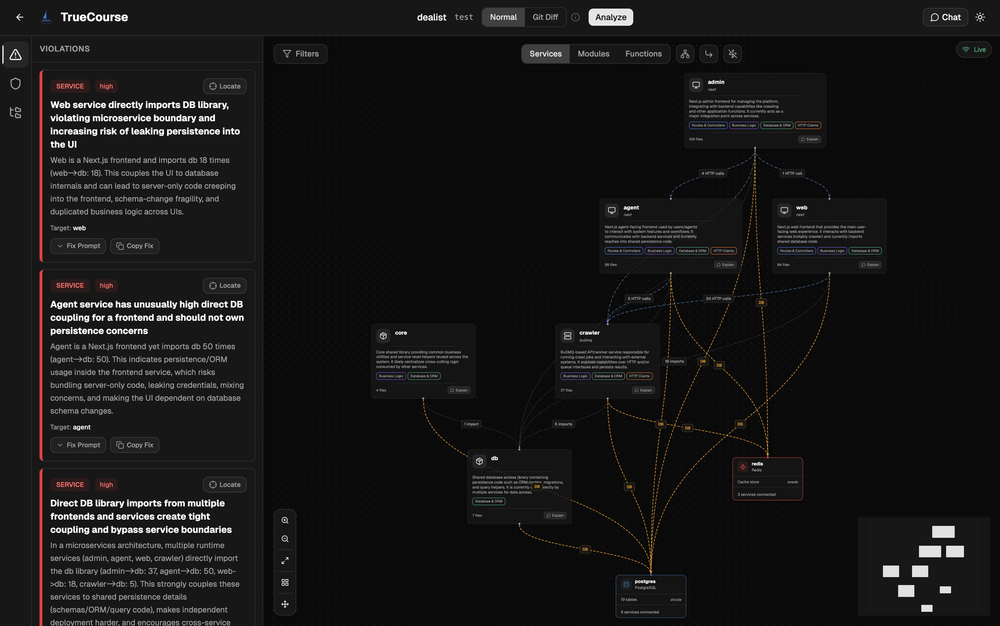 TrueCourse
dealist test Normal Git Diff Analyze
Chat
VIOLATIONS
SERVICE high Locate
Web service directly imports DB library,
violating microservice boundary and
increasing risk of leaking persistence into
the UI
Web is a Next.js frontend and imports db 18 times
(web→db: 18). This couples the UI to database
internals and can lead to server-only code creeping
into the frontend, schema-change fragility, and
duplicated business logic across UIs.
Target: web
Fix Prompt Copy Fix
SERVICE high Locate
Agent service has unusually high direct DB
coupling for a frontend and should not own
persistence concerns
Agent is a Next.js frontend yet imports db 50 times
(agent→db: 50). This indicates persistence/ORM
usage inside the frontend service, which risks
bundling server-only code, leaking credentials, mixing
concerns, and making the UI dependent on database
schema changes.
Target: agent
Fix Prompt Copy Fix
SERVICE high Locate
Direct DB library imports from multiple
frontends and services create tight
coupling and bypass service boundaries
In a microservices architecture, multiple runtime
services (admin, agent, web, crawler) directly import
the db library (admin→db: 37, agent→db: 50, web-
>db: 18, crawler→db: 5). This strongly couples these
services to shared persistence details
(schemas/ORM/query code), makes independent
deployment harder, and encourages cross-service
Filters
Services Modules Functions
Live
admin
next
Next.js admin frontend for managing the platform,
integrating with backend capabilities like crawling
and other application functions. It currently acts as a
major integration point across services.
Routes & Controllers Business Logic Database & ORM HTTP Clients
109 files Explain
4 HTTP calls
1 HTTP call
agent
next
Next.js agent-facing frontend used by users/agents
to interact with system features and workflows. It
communicates with backend services and currently
reaches into shared persistence code.
Routes & Controllers Business Logic Database & ORM HTTP Clients
98 files Explain
web
next
Next.js web frontend that provides the main user-
facing web experience. It interacts with backend
services (notably crawler) and currently imports
shared database code.
Routes & Controllers Business Logic Database & ORM
84 files Explain
5 HTTP calls
24 HTTP calls
DB
core
Core shared library providing common business
utilities and service-level helpers reused across the
system. It likely centralizes cross-cutting logic
consumed by other services.
Business Logic Database & ORM
4 files Explain
crawler
bullmq
BullMQ-based API/worker service responsible for
running crawl jobs and interacting with external
systems. It exposes capabilities over HTTP and/or
queue interfaces and persists results.
Business Logic Database & ORM HTTP Clients
37 files Explain
18 imports
DB
DB
1 import
5 imports
DB
DB
DB
db
Shared database access library containing
persistence code such as ORM models, migrations,
and query helpers. It is currently directly by
multiple services for data access.
DB
Database & ORM
7 files Explain
DB
redis
Redis
Cache store ioredis
3 services connected
DB
postgres
PostgreSQL
19 tables drizzle
6 services connected